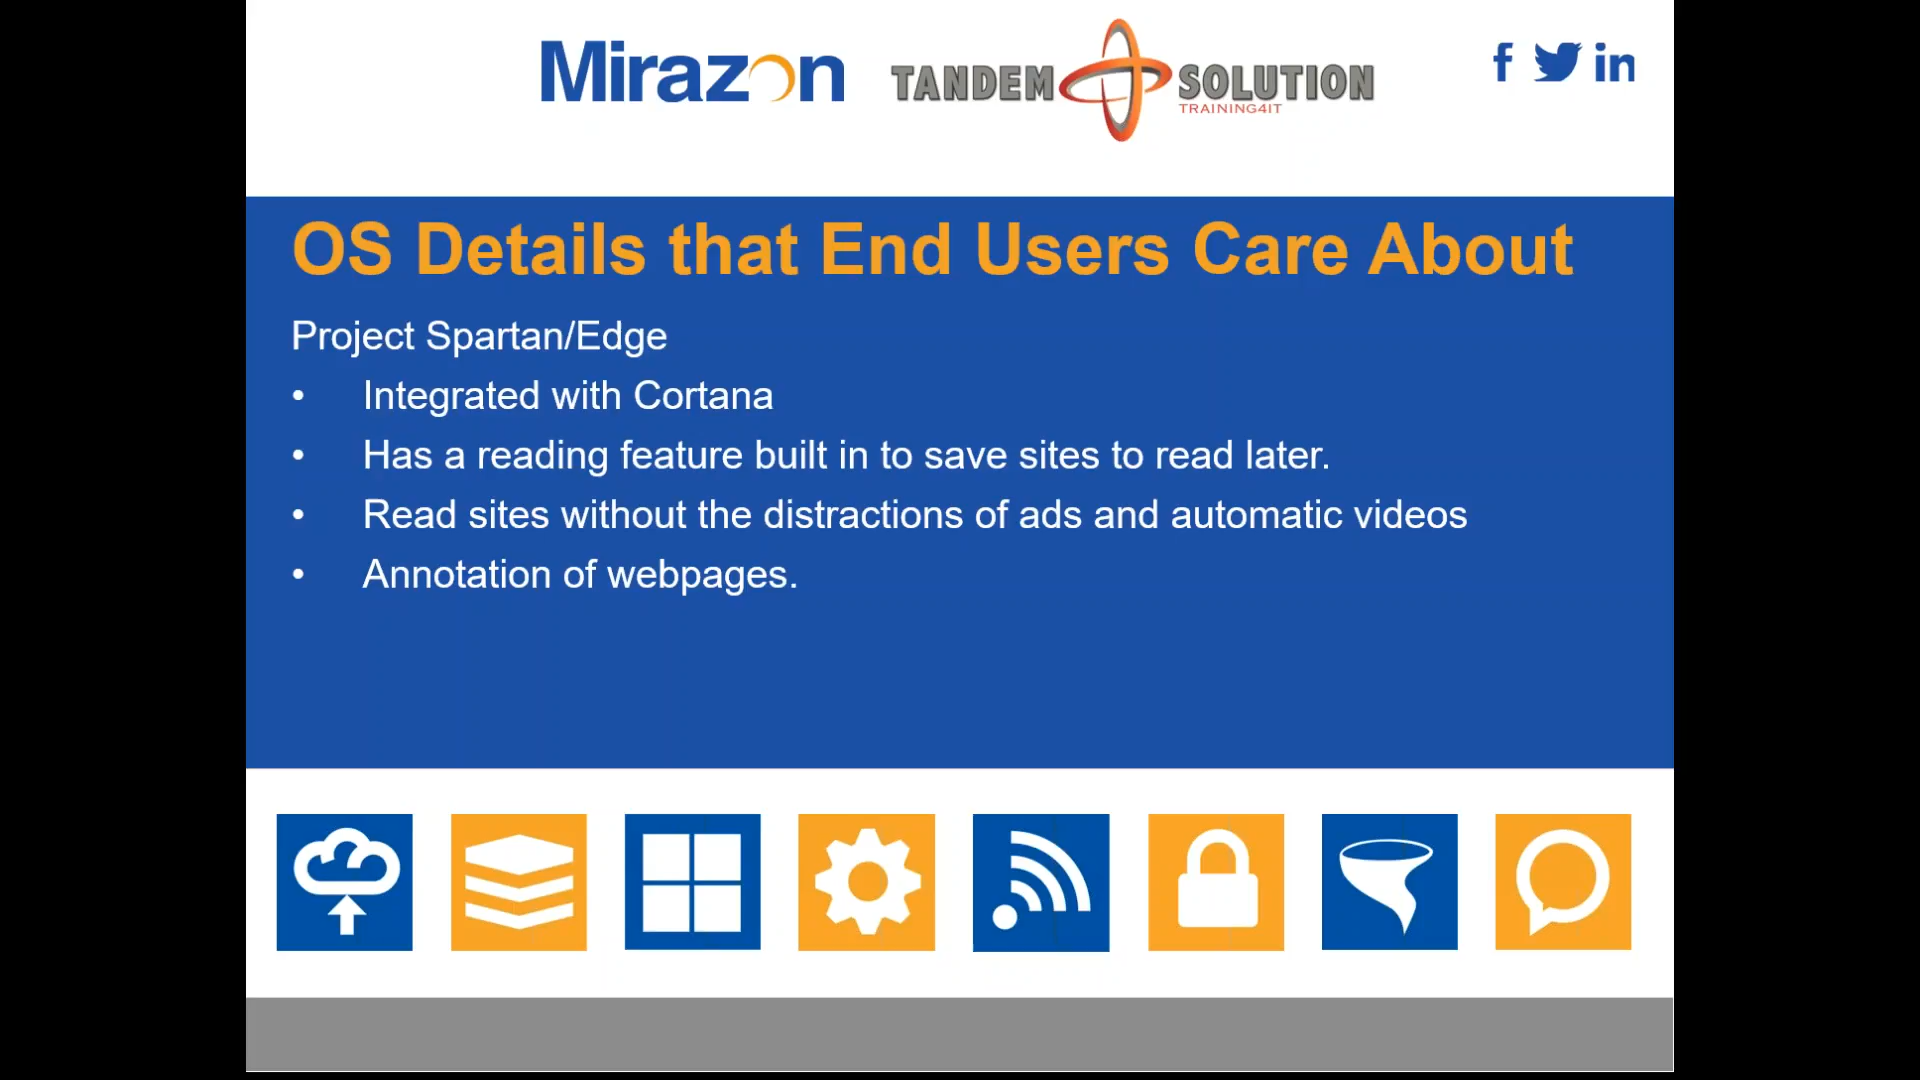 Mirazon
TANDEM SOLUTION
TRAINING4IT
f in
OS Details that End Users Care About
Project Spartan/Edge
• Integrated with Cortana
• Has a reading feature built in to save sites to read later.
• Read sites without the distractions of ads and automatic videos
• Annotation of webpages.